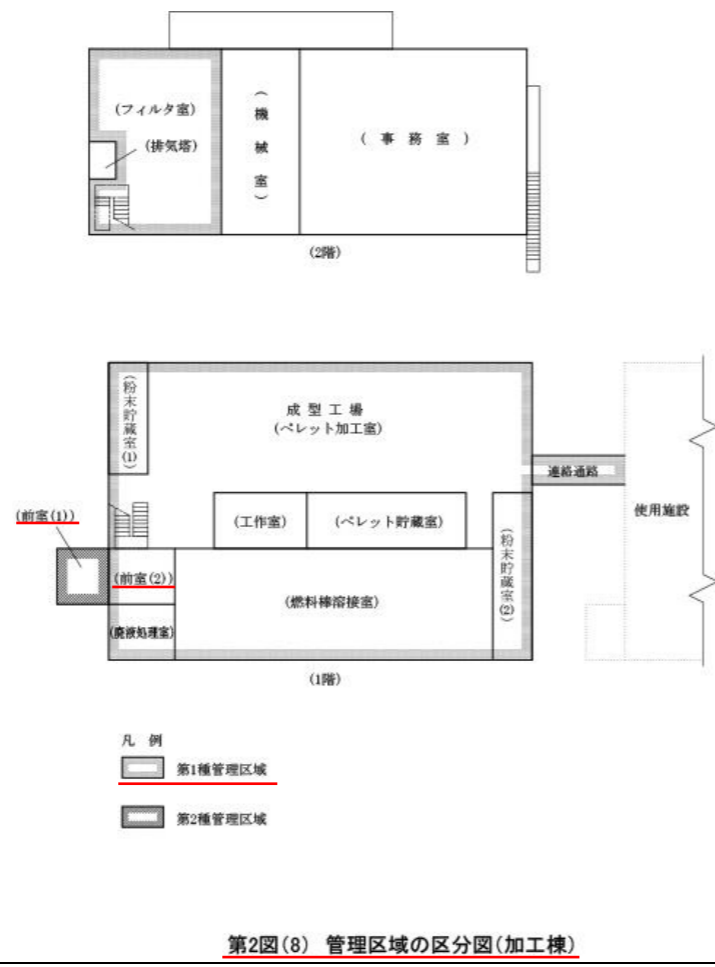 (フィルタ室)
(排気塔)
(機械室)
(事務室)
(2階)
(粉末貯蔵室(1))
成型工場
(ペレット加工室)
連絡通路
使用施設
(前室(1))
(工作室)
(ペレット貯蔵室)
(粉末貯蔵室(2))
(前室(2))
(燃料棒溶接室)
(廃液処理室)
(1階)
凡例
第1種管理区域
第2種管理区域
第2図(8) 管理区域の区分図(加工棟)